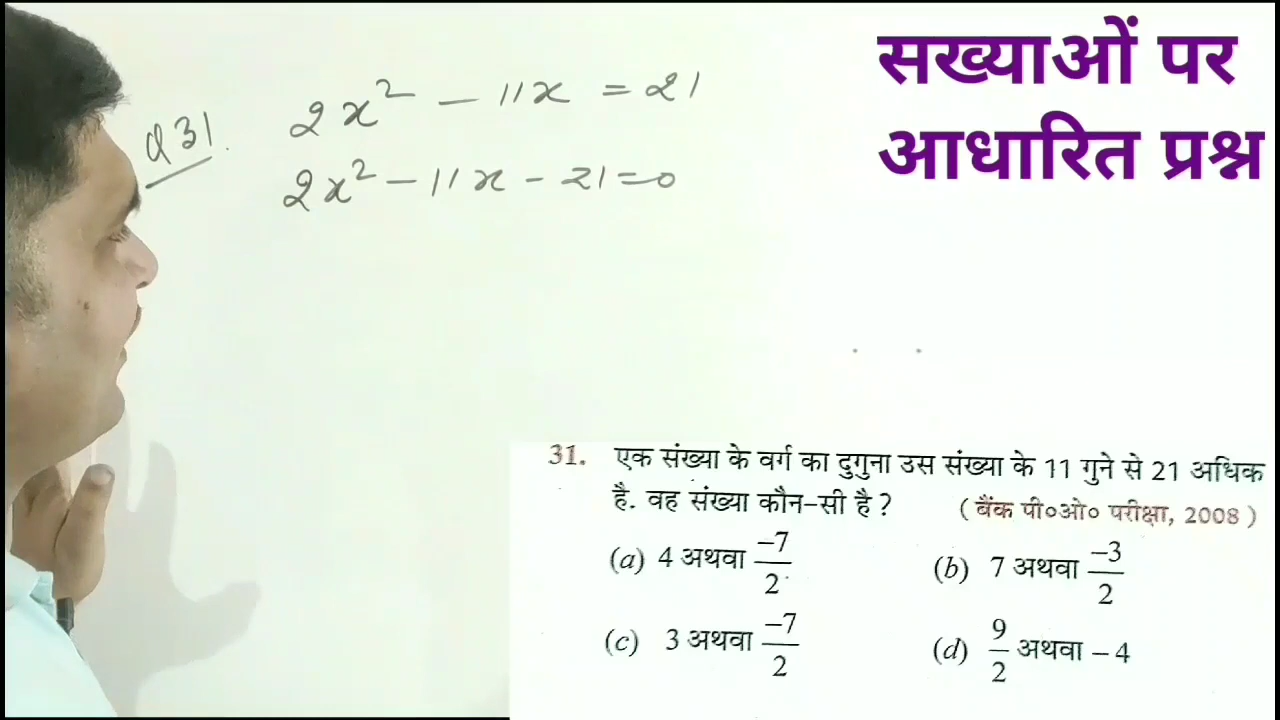 सख्याओं पर
आधारित प्रश्न
Q31.
2x² - 11x = 21
2x² - 11x - 21 = 0
31. एक संख्या के वर्ग का दुगुना उस संख्या के 11 गुने से 21 अधिक
है. वह संख्या कौन-सी है ? ( बैंक पी०ओ० परीक्षा, 2008 )
(a) 4 अथवा -7/2 (b) 7 अथवा -3/2
(c) 3 अथवा -7/2 (d) 9/2 अथवा - 4